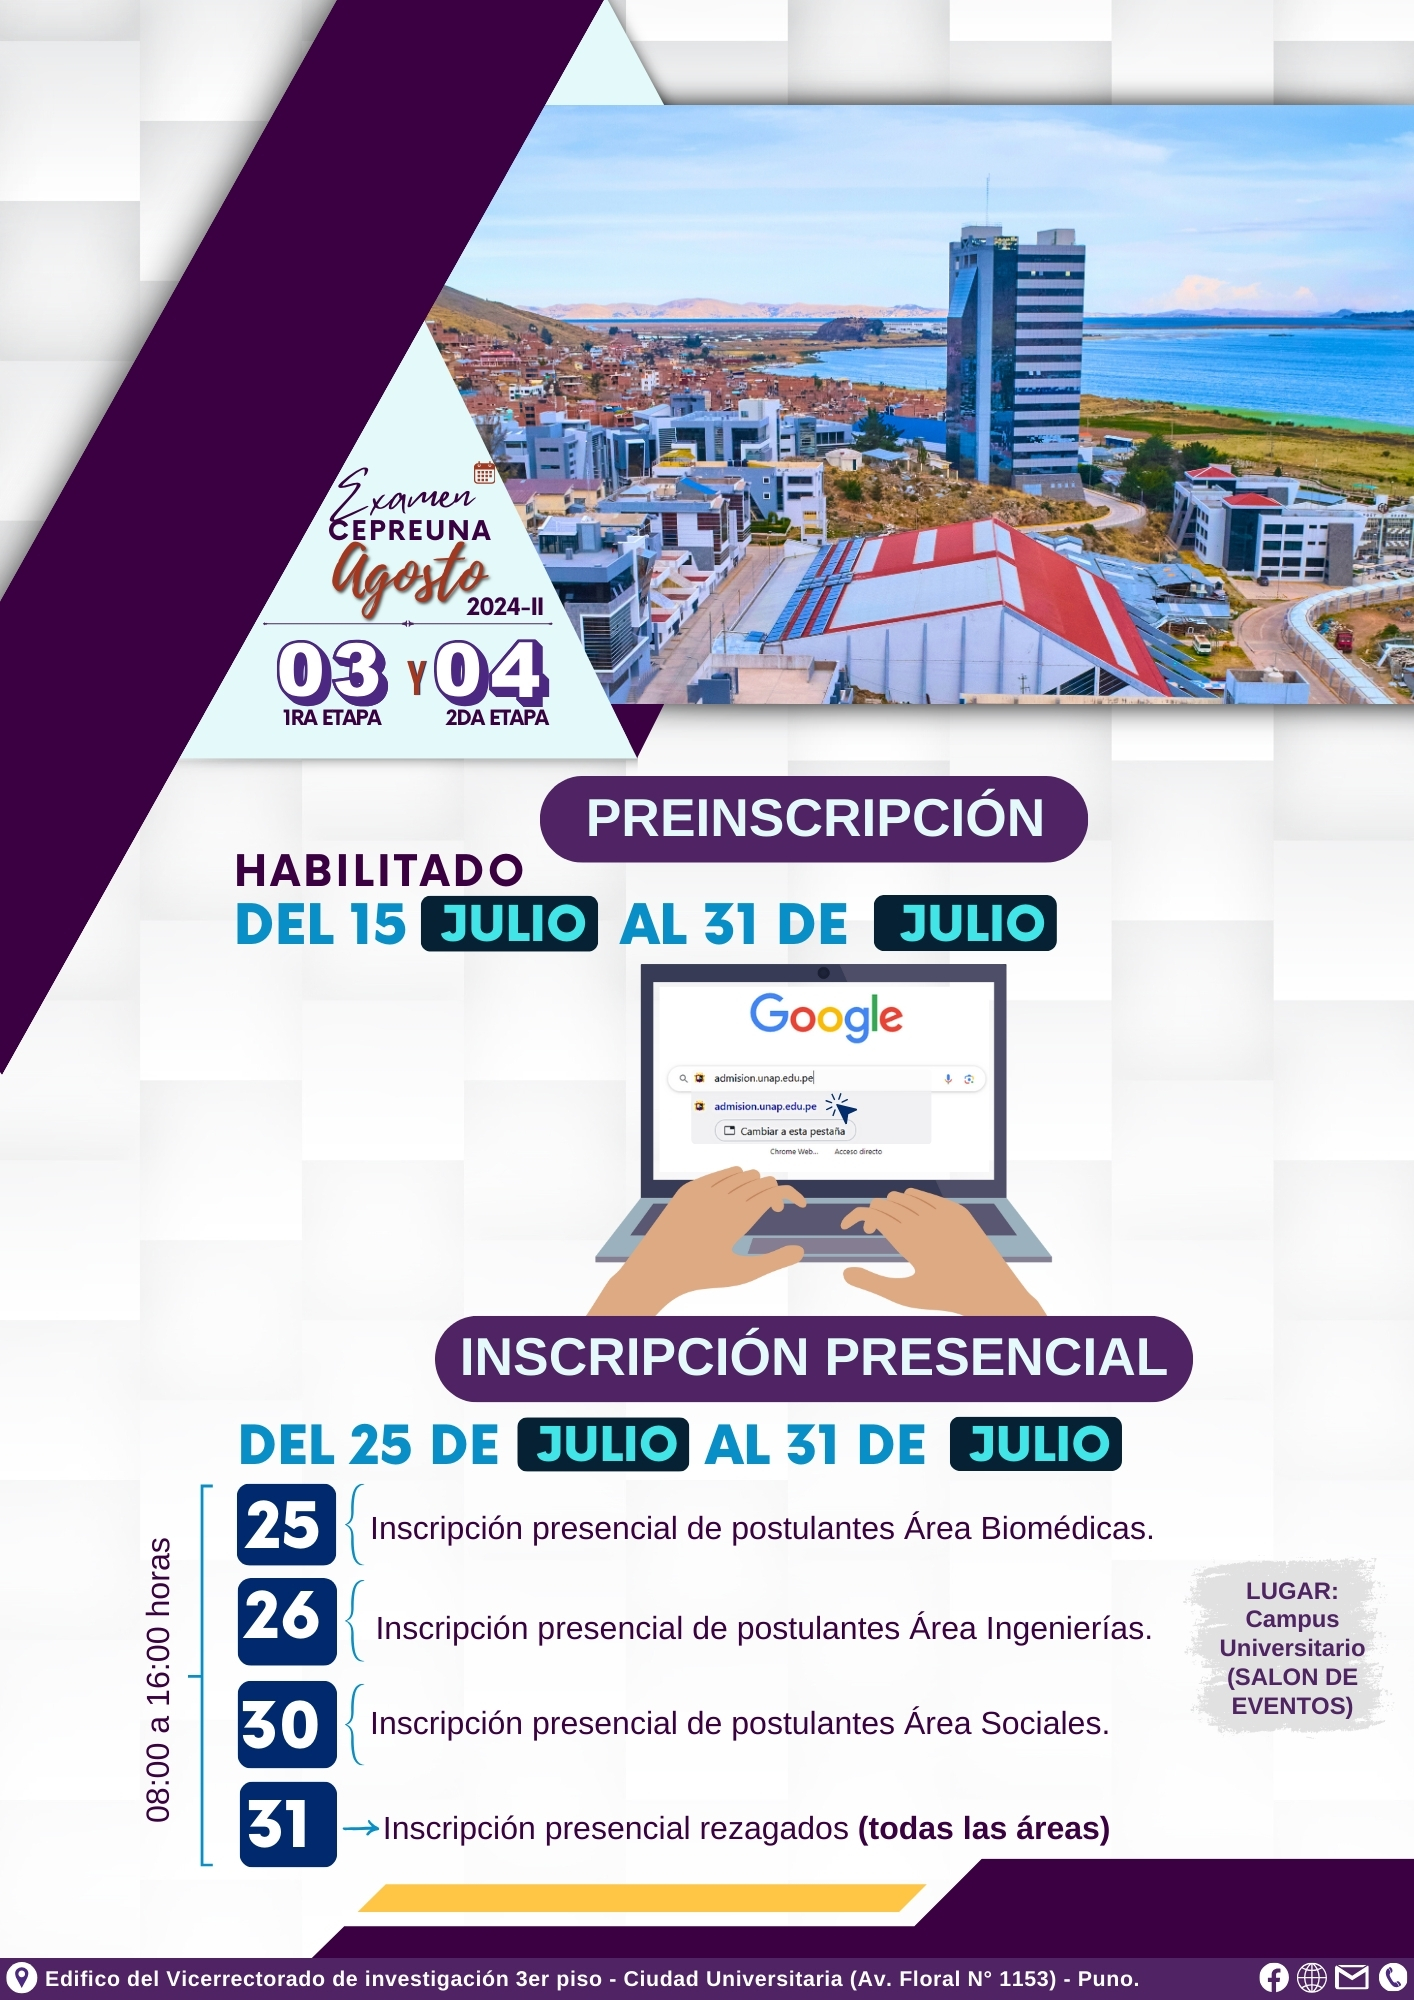 Examen
CEPREUNA
Agosto
2024-II
03 Y 04
1RA ETAPA 2DA ETAPA
PREINSCRIPCIÓN
HABILITADO
DEL 15 JULIO AL 31 DE JULIO
Google
admision.unap.edu.pe
admision.unap.edu.pe
Cambiar a esta pestaña
Chrome Web... Acceso directo
INSCRIPCIÓN PRESENCIAL
DEL 25 DE JULIO AL 31 DE JULIO
08:00 a 16:00 horas
25 Inscripción presencial de postulantes Área Biomédicas.
26 Inscripción presencial de postulantes Área Ingenierías.
30 Inscripción presencial de postulantes Área Sociales.
31 Inscripción presencial rezagados (todas las áreas)
LUGAR:
Campus
Universitario
(SALON DE
EVENTOS)
Edifico del Vicerrectorado de investigación 3er piso - Ciudad Universitaria (Av. Floral N° 1153) - Puno.